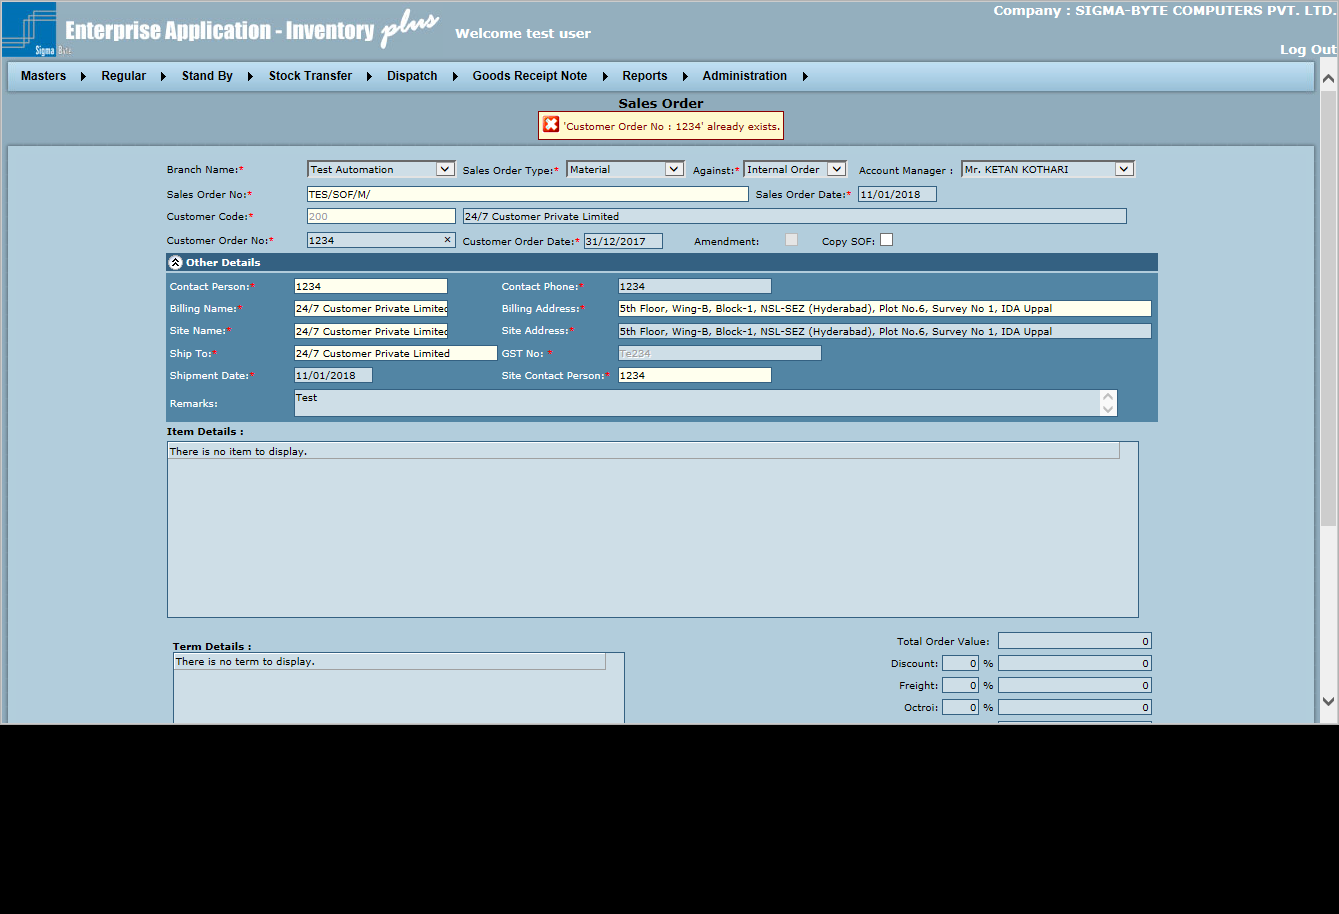 Company : SIGMA-BYTE COMPUTERS PVT. LTD.
Enterprise Application - Inventory plus Welcome test user
Sigma Byte
Log Out
Masters Regular Stand By Stock Transfer Dispatch Goods Receipt Note Reports Administration
Sales Order
'Customer Order No : 1234' already exists.
Branch Name:* Test Automation Sales Order Type:* Material Against:* Internal Order Account Manager : Mr. KETAN KOTHARI
Sales Order No:* TES/SOF/M/ Sales Order Date:* 11/01/2018
Customer Code:* 200 24/7 Customer Private Limited
Customer Order No:* 1234 × Customer Order Date:* 31/12/2017 Amendment: Copy SOF:
Other Details
Contact Person:* 1234 Contact Phone:* 1234
Billing Name:* 24/7 Customer Private Limited Billing Address:* 5th Floor, Wing-B, Block-1, NSL-SEZ (Hyderabad), Plot No.6, Survey No 1, IDA Uppal
Site Name:* 24/7 Customer Private Limited Site Address:* 5th Floor, Wing-B, Block-1, NSL-SEZ (Hyderabad), Plot No.6, Survey No 1, IDA Uppal
Ship To:* 24/7 Customer Private Limited GST No: * Te234
Shipment Date:* 11/01/2018 Site Contact Person:* 1234
Remarks: Test
Item Details :
There is no item to display.
Total Order Value: 0
Term Details :
There is no term to display.
Discount: 0 % 0
Freight: 0 % 0
Octroi: 0 % 0